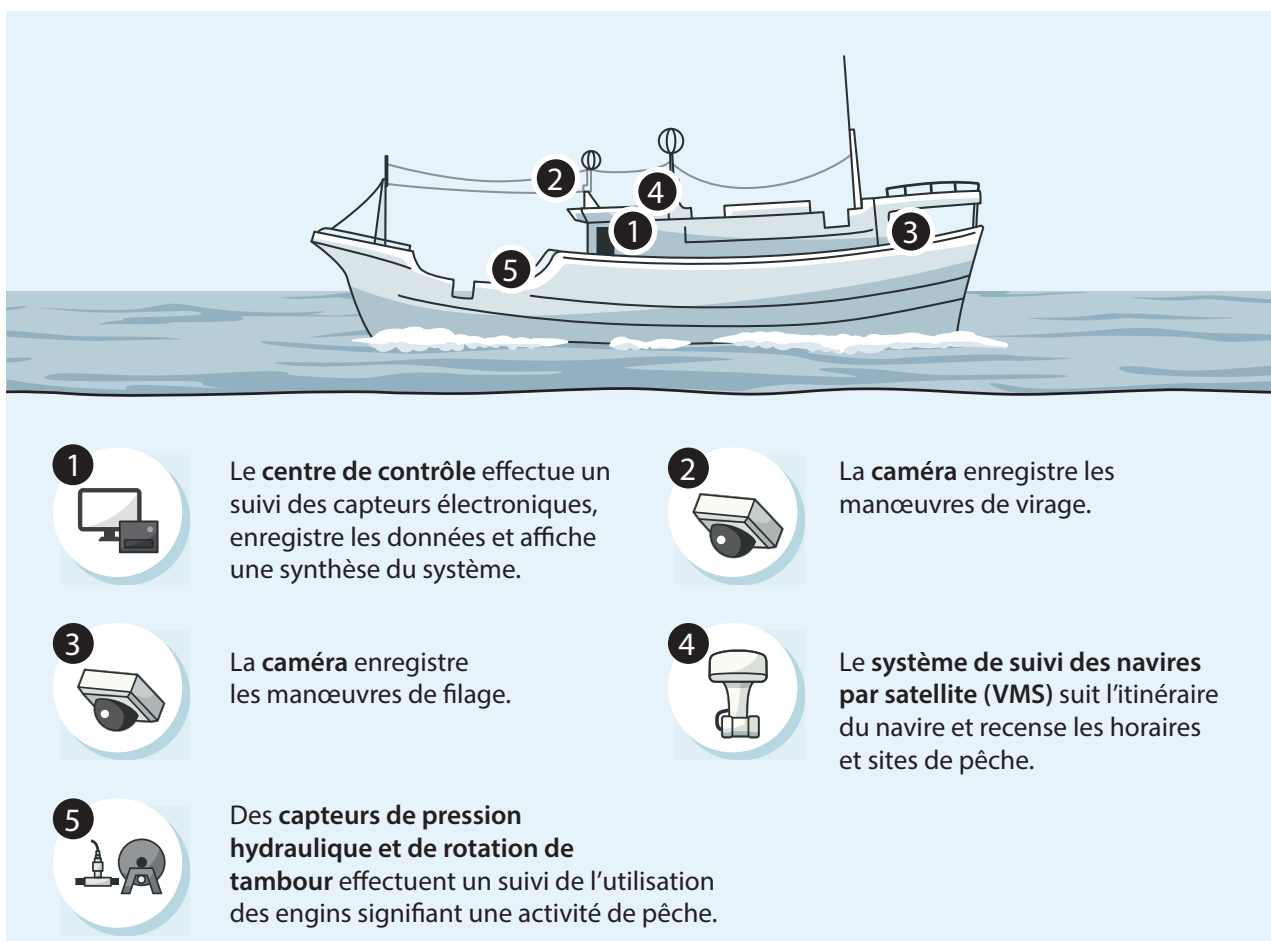 2
4
1
3
5
1
Le centre de contrôle effectue un
suivi des capteurs électroniques,
enregistre les données et affiche
une synthèse du système.
2
La caméra enregistre les
manœuvres de virage.
3
La caméra enregistre
les manœuvres de filage.
4
Le système de suivi des navires
par satellite (VMS) suit l’itinéraire
du navire et recense les horaires
et sites de pêche.
5
Des capteurs de pression
hydraulique et de rotation de
tambour effectuent un suivi de l’utilisation
des engins signifiant une activité de pêche.